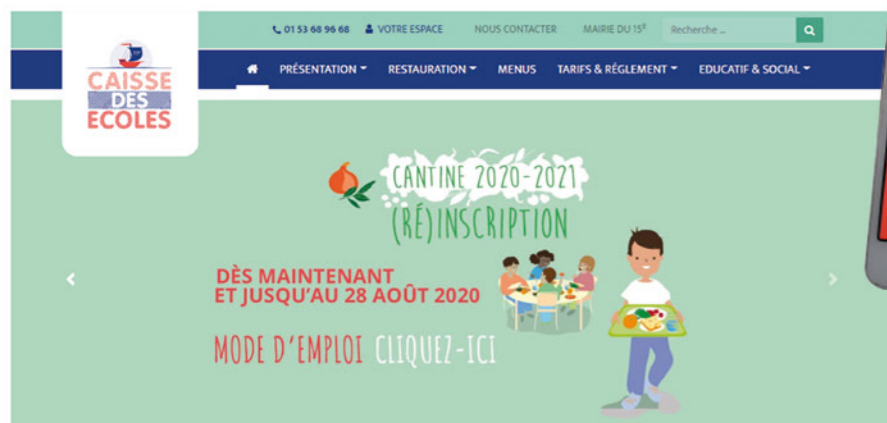 01 53 68 96 68 VOTRE ESPACE NOUS CONTACTER MAIRIE DU 15E Recherche ...
CAISSE
DES
ECOLES
PRÉSENTATION RESTAURATION MENUS TARIFS & RÉGLEMENT EDUCATIF & SOCIAL
CANTINE 2020-2021
(RÉ)INSCRIPTION
DÈS MAINTENANT
ET JUSQU'AU 28 AOÛT 2020
MODE D'EMPLOI CLIQUEZ-ICI